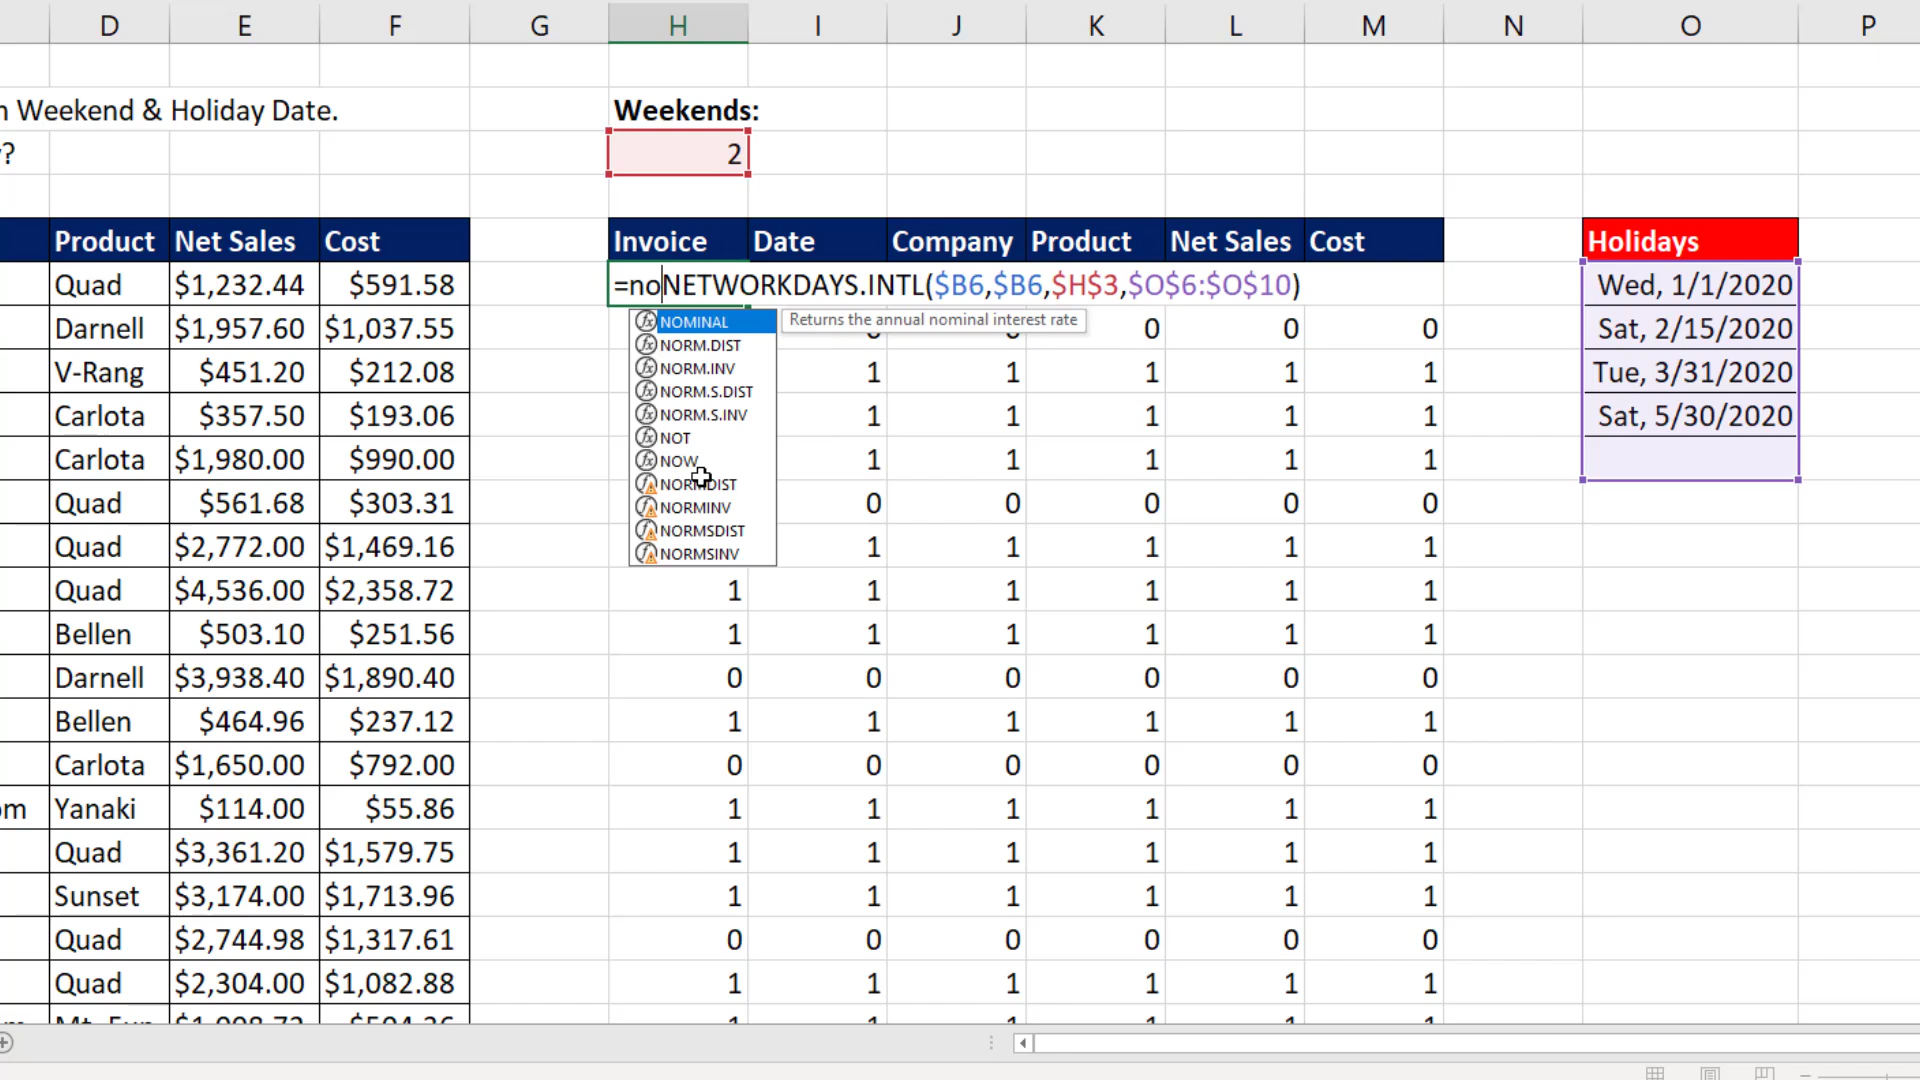 D E F G H I J K L M N O P
n Weekend & Holiday Date. Weekends:
? 2
Product Net Sales Cost Invoice Date Company Product Net Sales Cost Holidays
Quad $1,232.44 $591.58 =noNETWORKDAYS.INTL($B6,$B6,$H$3,$O$6:$O$10) Wed, 1/1/2020
NOMINAL Returns the annual nominal interest rate
Darnell $1,957.60 $1,037.55 0 0 0 0 Sat, 2/15/2020
NORM.DIST
V-Rang $451.20 $212.08 NORM.INV 1 1 1 1 1 Tue, 3/31/2020
NORM.S.DIST
Carlota $357.50 $193.06 NORM.S.INV 1 1 1 1 1 Sat, 5/30/2020
NOT
Carlota $1,980.00 $990.00 NOW 1 1 1 1 1
NORMDIST
Quad $561.68 $303.31 NORMINV 0 0 0 0 0
NORMSDIST
Quad $2,772.00 $1,469.16 NORMSINV 1 1 1 1 1
Quad $4,536.00 $2,358.72 1 1 1 1 1 1
Bellen $503.10 $251.56 1 1 1 1 1 1
Darnell $3,938.40 $1,890.40 0 0 0 0 0 0
Bellen $464.96 $237.12 1 1 1 1 1 1
Carlota $1,650.00 $792.00 0 0 0 0 0 0
om Yanaki $114.00 $55.86 1 1 1 1 1 1
Quad $3,361.20 $1,579.75 1 1 1 1 1 1
Sunset $3,174.00 $1,713.96 1 1 1 1 1 1
Quad $2,744.98 $1,317.61 0 0 0 0 0 0
Quad $2,304.00 $1,082.88 1 1 1 1 1 1